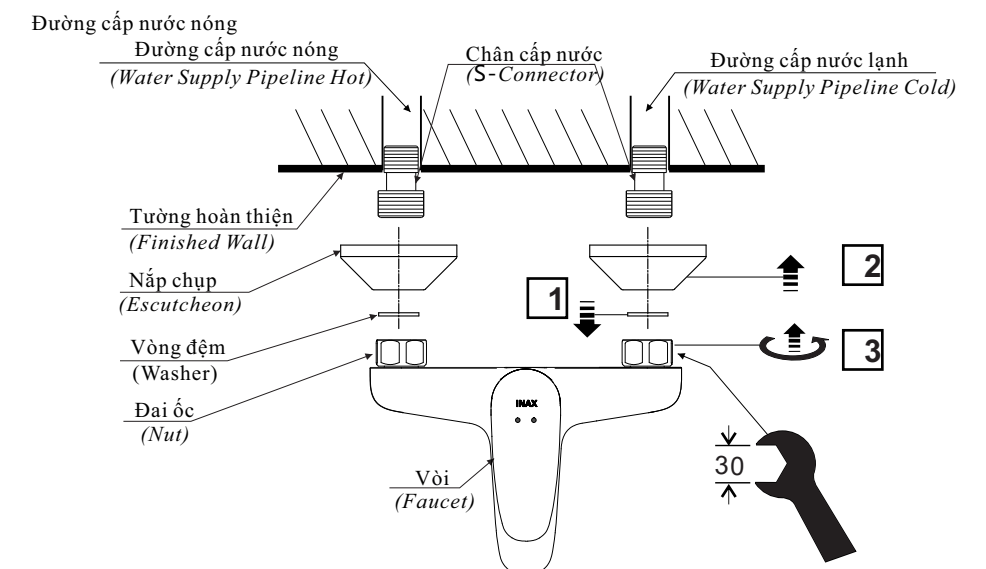 Đường cấp nước nóng
Đường cấp nước nóng
(Water Supply Pipeline Hot)
Chân cấp nước
(S-Connector)
Đường cấp nước lạnh
(Water Supply Pipeline Cold)
Tường hoàn thiện
(Finished Wall)
Nắp chụp
(Escutcheon)
1
2
Vòng đệm
(Washer)
3
Đai ốc
(Nut)
INAX
30
Vòi
(Faucet)